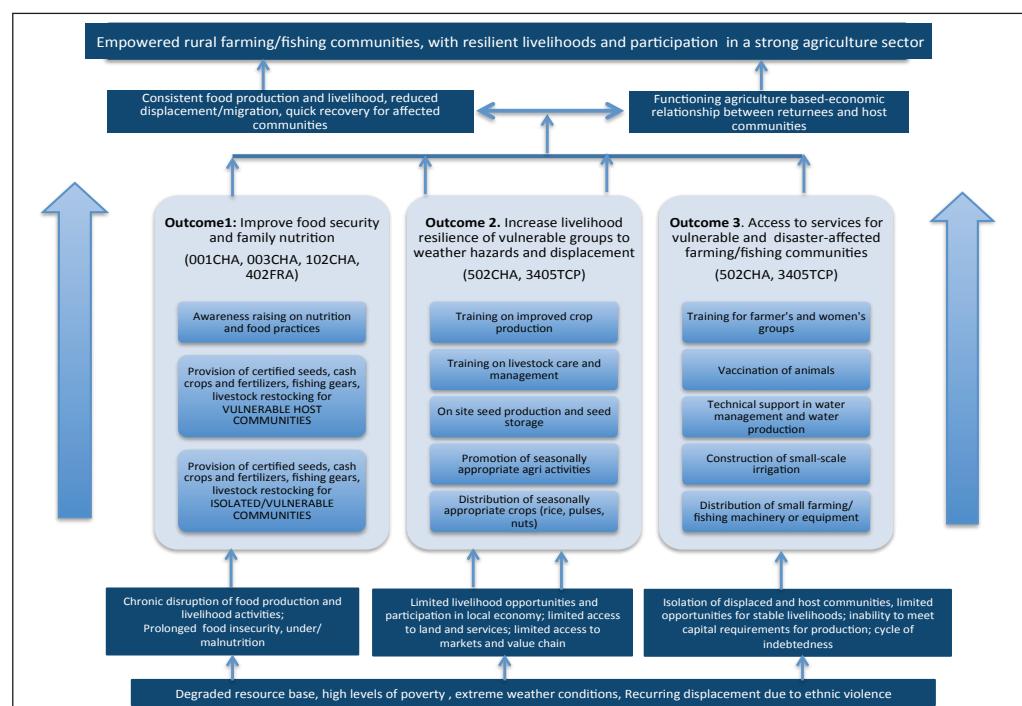 Empowered rural farming/fishing communities, with resilient livelihoods and participation in a strong agriculture sector
Consistent food production and livelihood, reduced
displacement/migration, quick recovery for affected
communities
Functioning agriculture based-economic
relationship between returnees and host
communities
Outcome1: Improve food security
and family nutrition
(001CHA, 003CHA, 102CHA,
402FRA)
Awareness raising on nutrition
and food practices
Provision of certified seeds, cash
crops and fertilizers, fishing gears,
livestock restocking for
VULNERABLE HOST
COMMUNITIES
Provision of certified seeds, cash
crops and fertilizers, fishing gears,
livestock restocking for
ISOLATED/VULNERABLE
COMMUNITIES
Outcome 2. Increase livelihood
resilience of vulnerable groups to
weather hazards and displacement
(502CHA, 3405TCP)
Training on improved crop
production
Training on livestock care and
management
On site seed production and seed
storage
Promotion of seasonally
appropriate agri activities
Distribution of seasonally
appropriate crops (rice, pulses,
nuts)
Outcome 3. Access to services for
vulnerable and disaster-affected
farming/fishing communities
(502CHA, 3405TCP)
Training for farmer's and women's
groups
Vaccination of animals
Technical support in water
management and water
production
Construction of small-scale
irrigation
Distribution of small farming/
fishing machinery or equipment
Chronic disruption of food production and
livelihood activities;
Prolonged food insecurity, under/
malnutrition
Limited livelihood opportunities and
participation in local economy; limited access
to land and services; limited access to
markets and value chain
Isolation of displaced and host communities, limited
opportunities for stable livelihoods; inability to meet
capital requirements for production; cycle of
indebtedness
Degraded resource base, high levels of poverty , extreme weather conditions, Recurring displacement due to ethnic violence